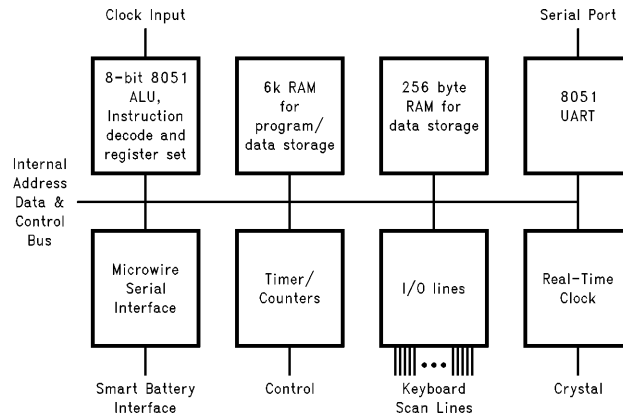 Clock Input
Serial Port
8-bit 8051
ALU,
Instruction
decode and
register set
6k RAM
for
program/
data storage
256 byte
RAM for
data storage
8051
UART
Internal
Address
Data &
Control
Bus
Microwire
Serial
Interface
Timer/
Counters
I/O lines
Real-Time
Clock
Smart Battery
Interface
Control
Keyboard
Scan Lines
Crystal